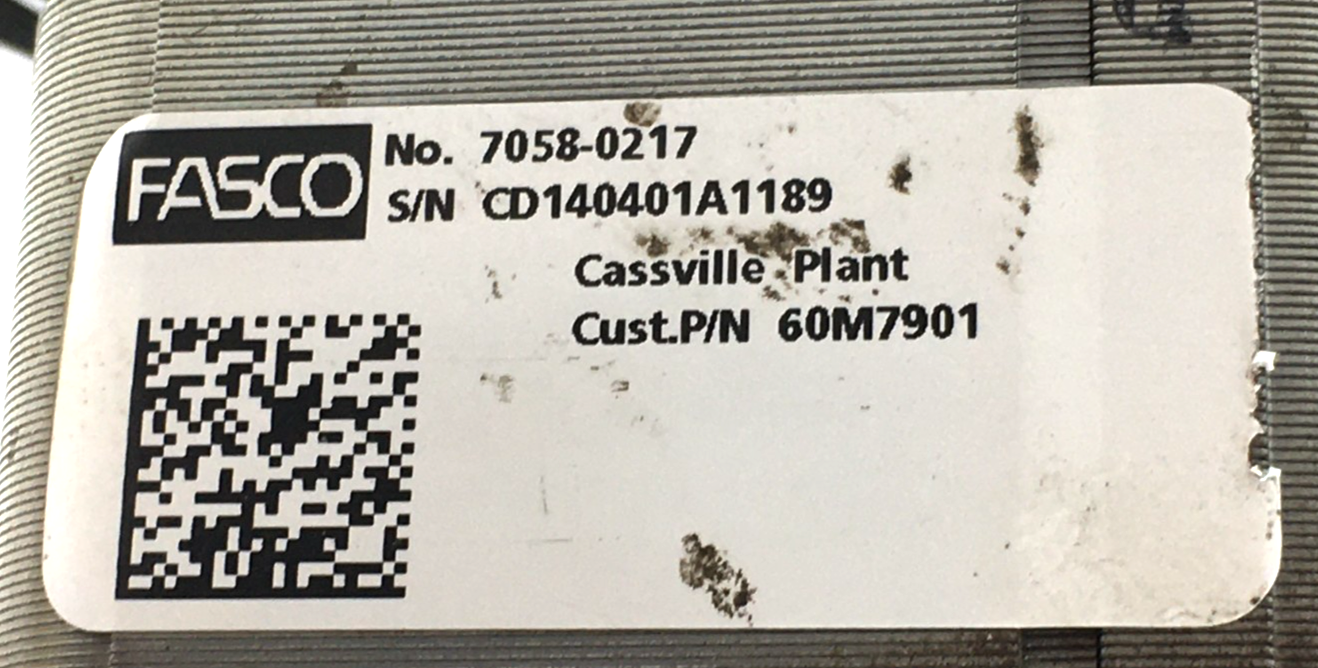 FASCO
No. 7058-0217
S/N CD140401A1189
Cassville Plant
Cust.P/N 60M7901